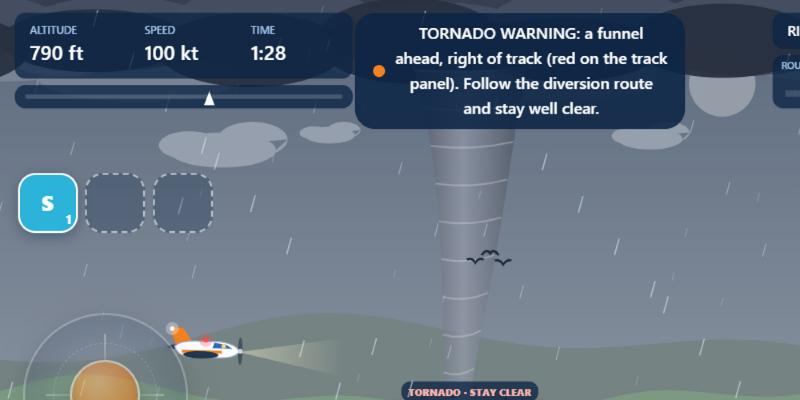 ALTITUDE SPEED TIME
790 ft 100 kt 1:28
TORNADO WARNING: a funnel
ahead, right of track (red on the track
panel). Follow the diversion route
and stay well clear.
S 1
TORNADO · STAY CLEAR